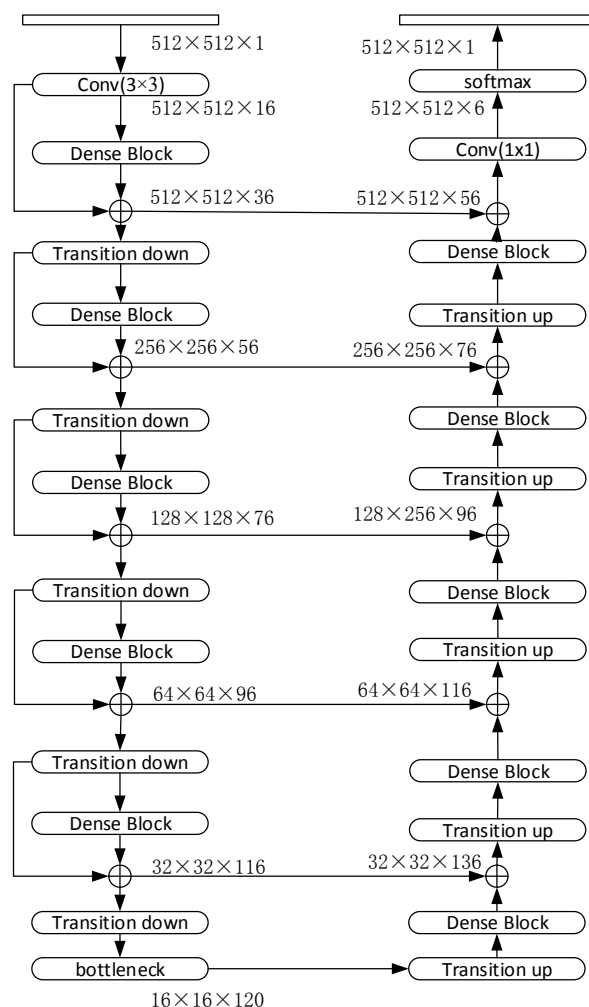 512×512×1
Conv(3×3)
512×512×16
Dense Block
512×512×36
Transition down
Dense Block
256×256×56
Transition down
Dense Block
128×128×76
Transition down
Dense Block
64×64×96
Transition down
Dense Block
32×32×116
Transition down
bottleneck
16×16×120
512×512×1
softmax
512×512×6
Conv(1x1)
512×512×56
Dense Block
Transition up
256×256×76
Dense Block
Transition up
128×256×96
Dense Block
Transition up
64×64×116
Dense Block
Transition up
32×32×136
Dense Block
Transition up